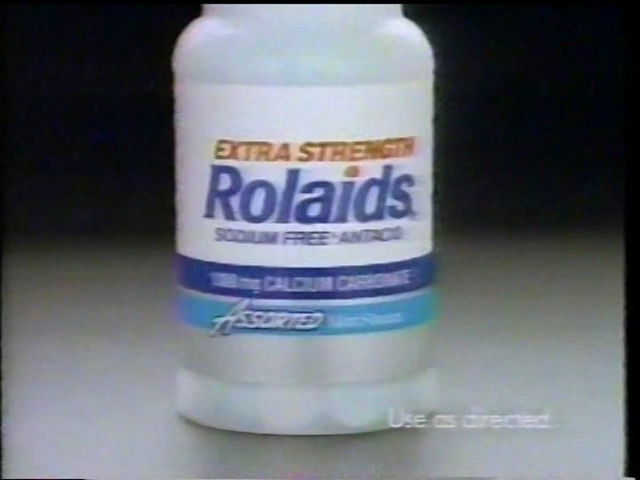 EXTRA STRENGTH
Rolaids
SODIUM FREE ANTACID
1000 mg CALCIUM CARBONATE
ASSORTED
Use as directed.